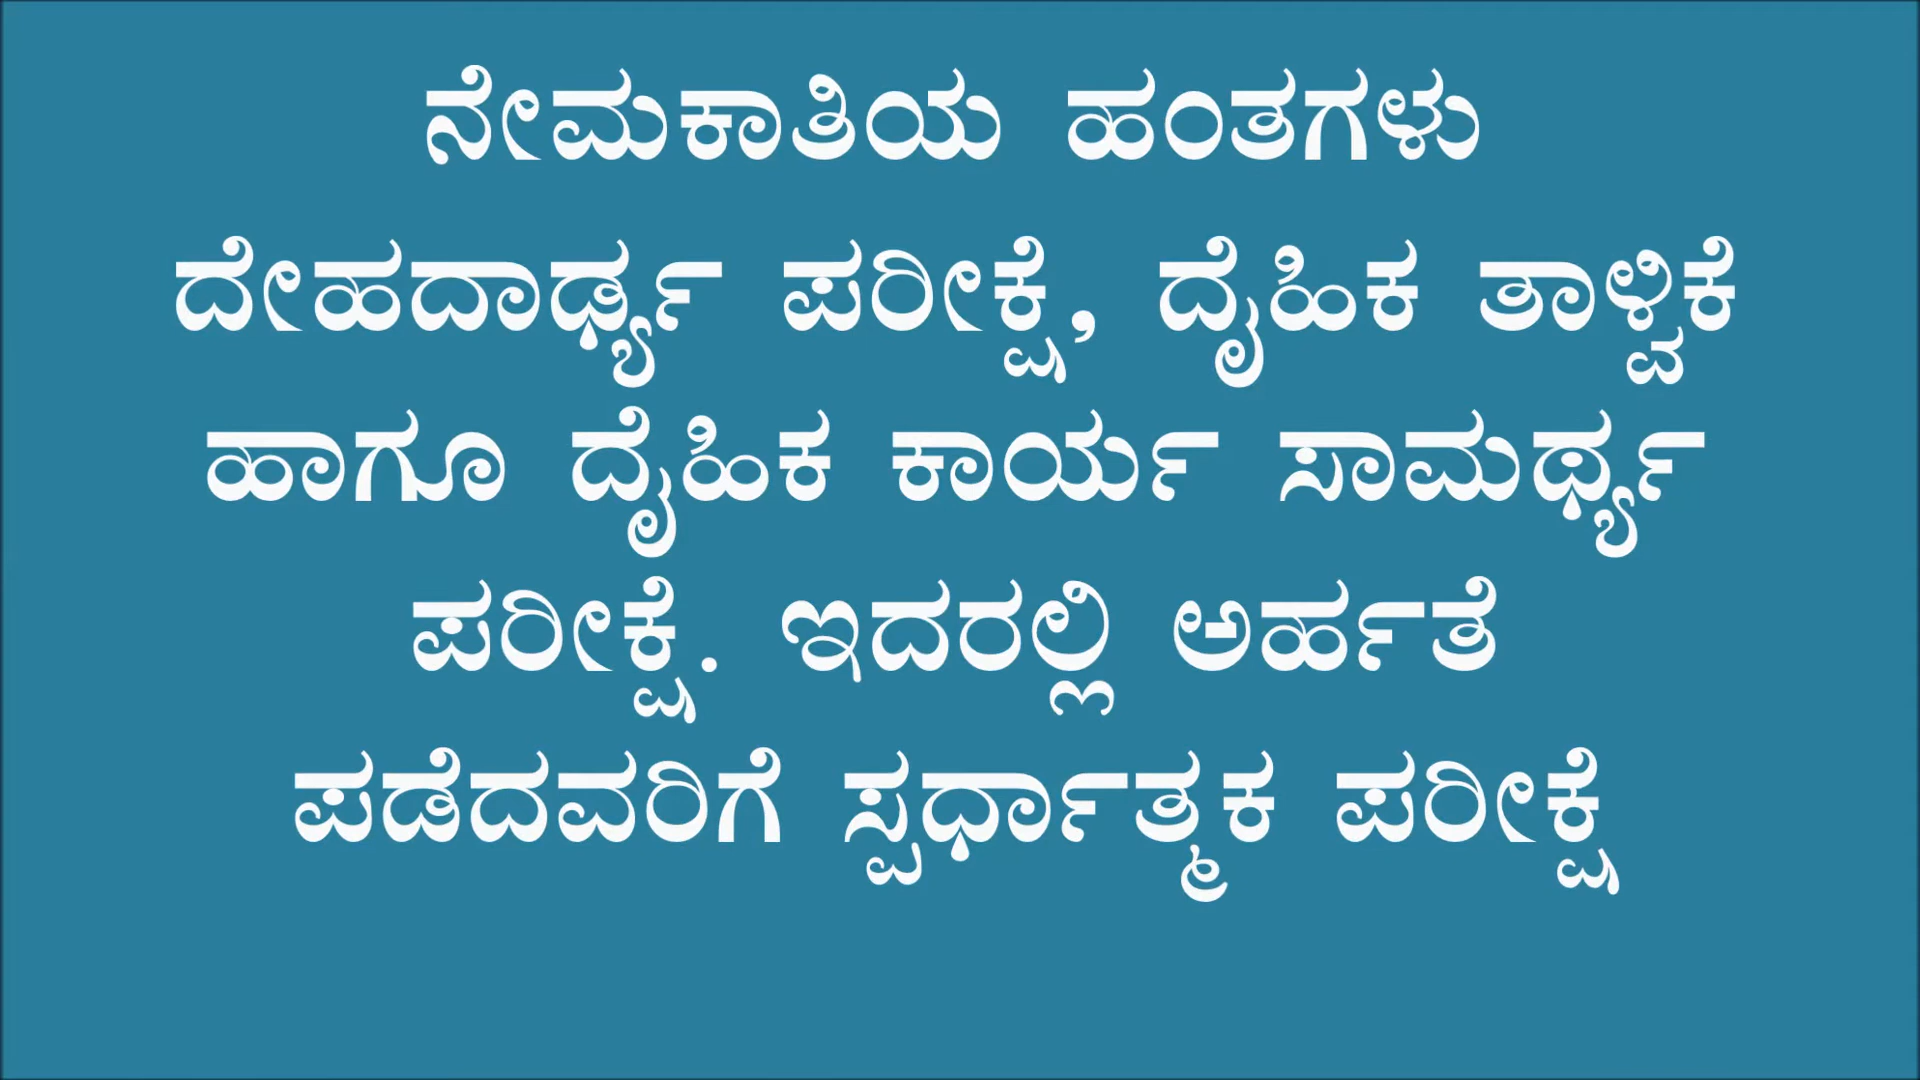 ನೇಮಕಾತಿಯ ಹಂತಗಳು
ದೇಹದಾರ್ಢ್ಯ ಪರೀಕ್ಷೆ, ದೈಹಿಕ ತಾಳ್ವಿಕೆ
ಹಾಗೂ ದೈಹಿಕ ಕಾರ್ಯ ಸಾಮರ್ಥ್ಯ
ಪರೀಕ್ಷೆ. ಇದರಲ್ಲಿ ಅರ್ಹತೆ
ಪಡೆದವರಿಗೆ ಸ್ಪರ್ಧಾತ್ಮಕ ಪರೀಕ್ಷೆ